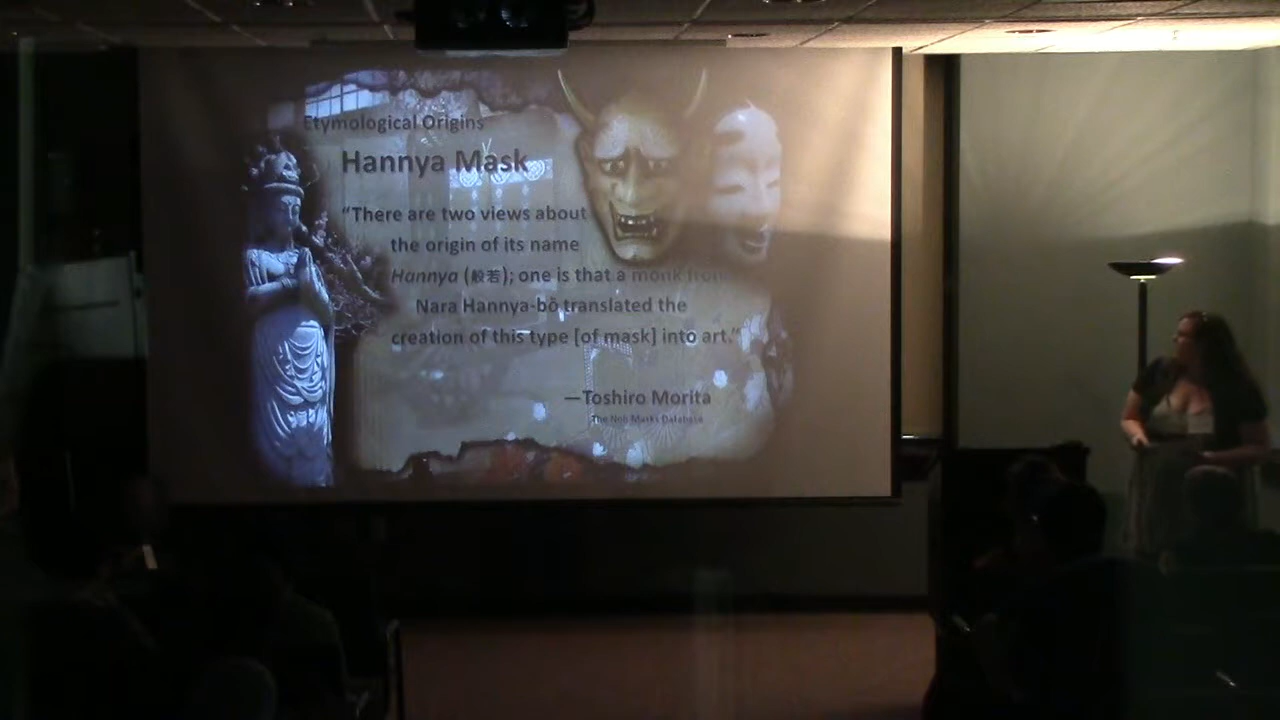 Etymological Origins
Hannya Mask
“There are two views about
the origin of its name
Hannya (般若); one is that a monk from
Nara Hannya-bō translated the
creation of this type [of mask] into art.”
—Toshiro Morita
The Noh Masks Database